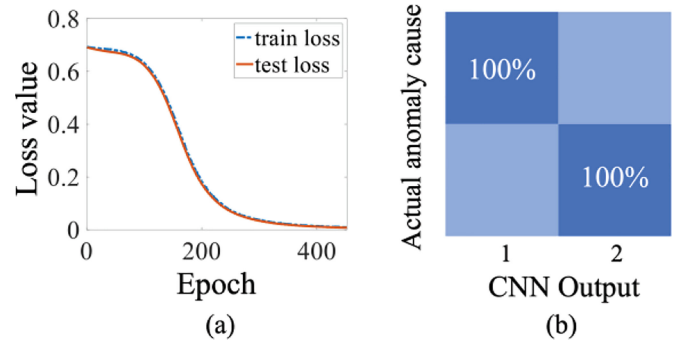 0.8
0.6
0.4
0.2
0
Loss value
train loss
test loss
0 200 400
Epoch
(a)
Actual anomaly cause
100%
100%
1 2
CNN Output
(b)